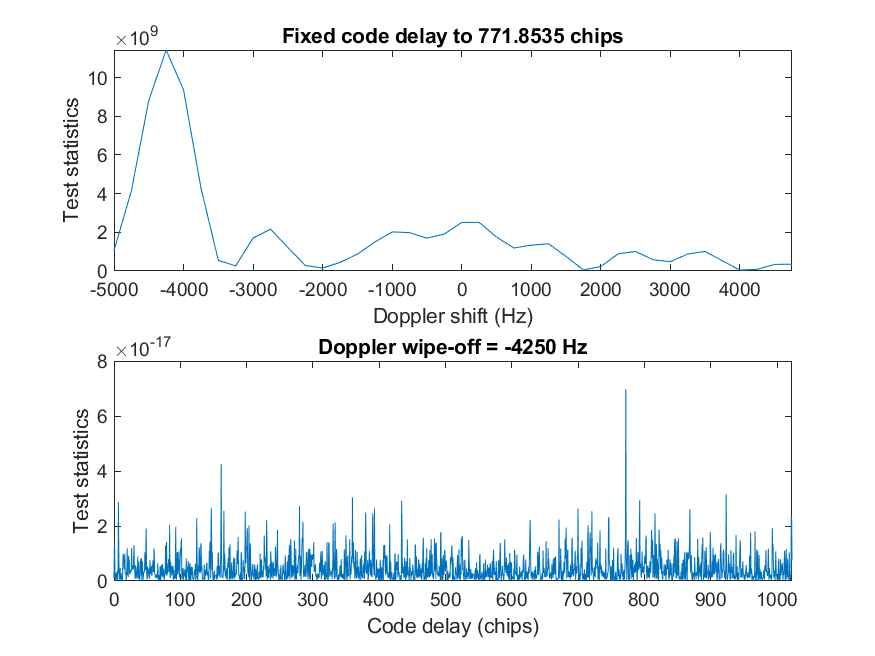 ×10^9
Fixed code delay to 771.8535 chips
10
8
6
4
2
0
Test statistics
-5000 -4000 -3000 -2000 -1000 0 1000 2000 3000 4000
Doppler shift (Hz)
×10^-17
Doppler wipe-off = -4250 Hz
8
6
4
2
0
Test statistics
0 100 200 300 400 500 600 700 800 900 1000
Code delay (chips)